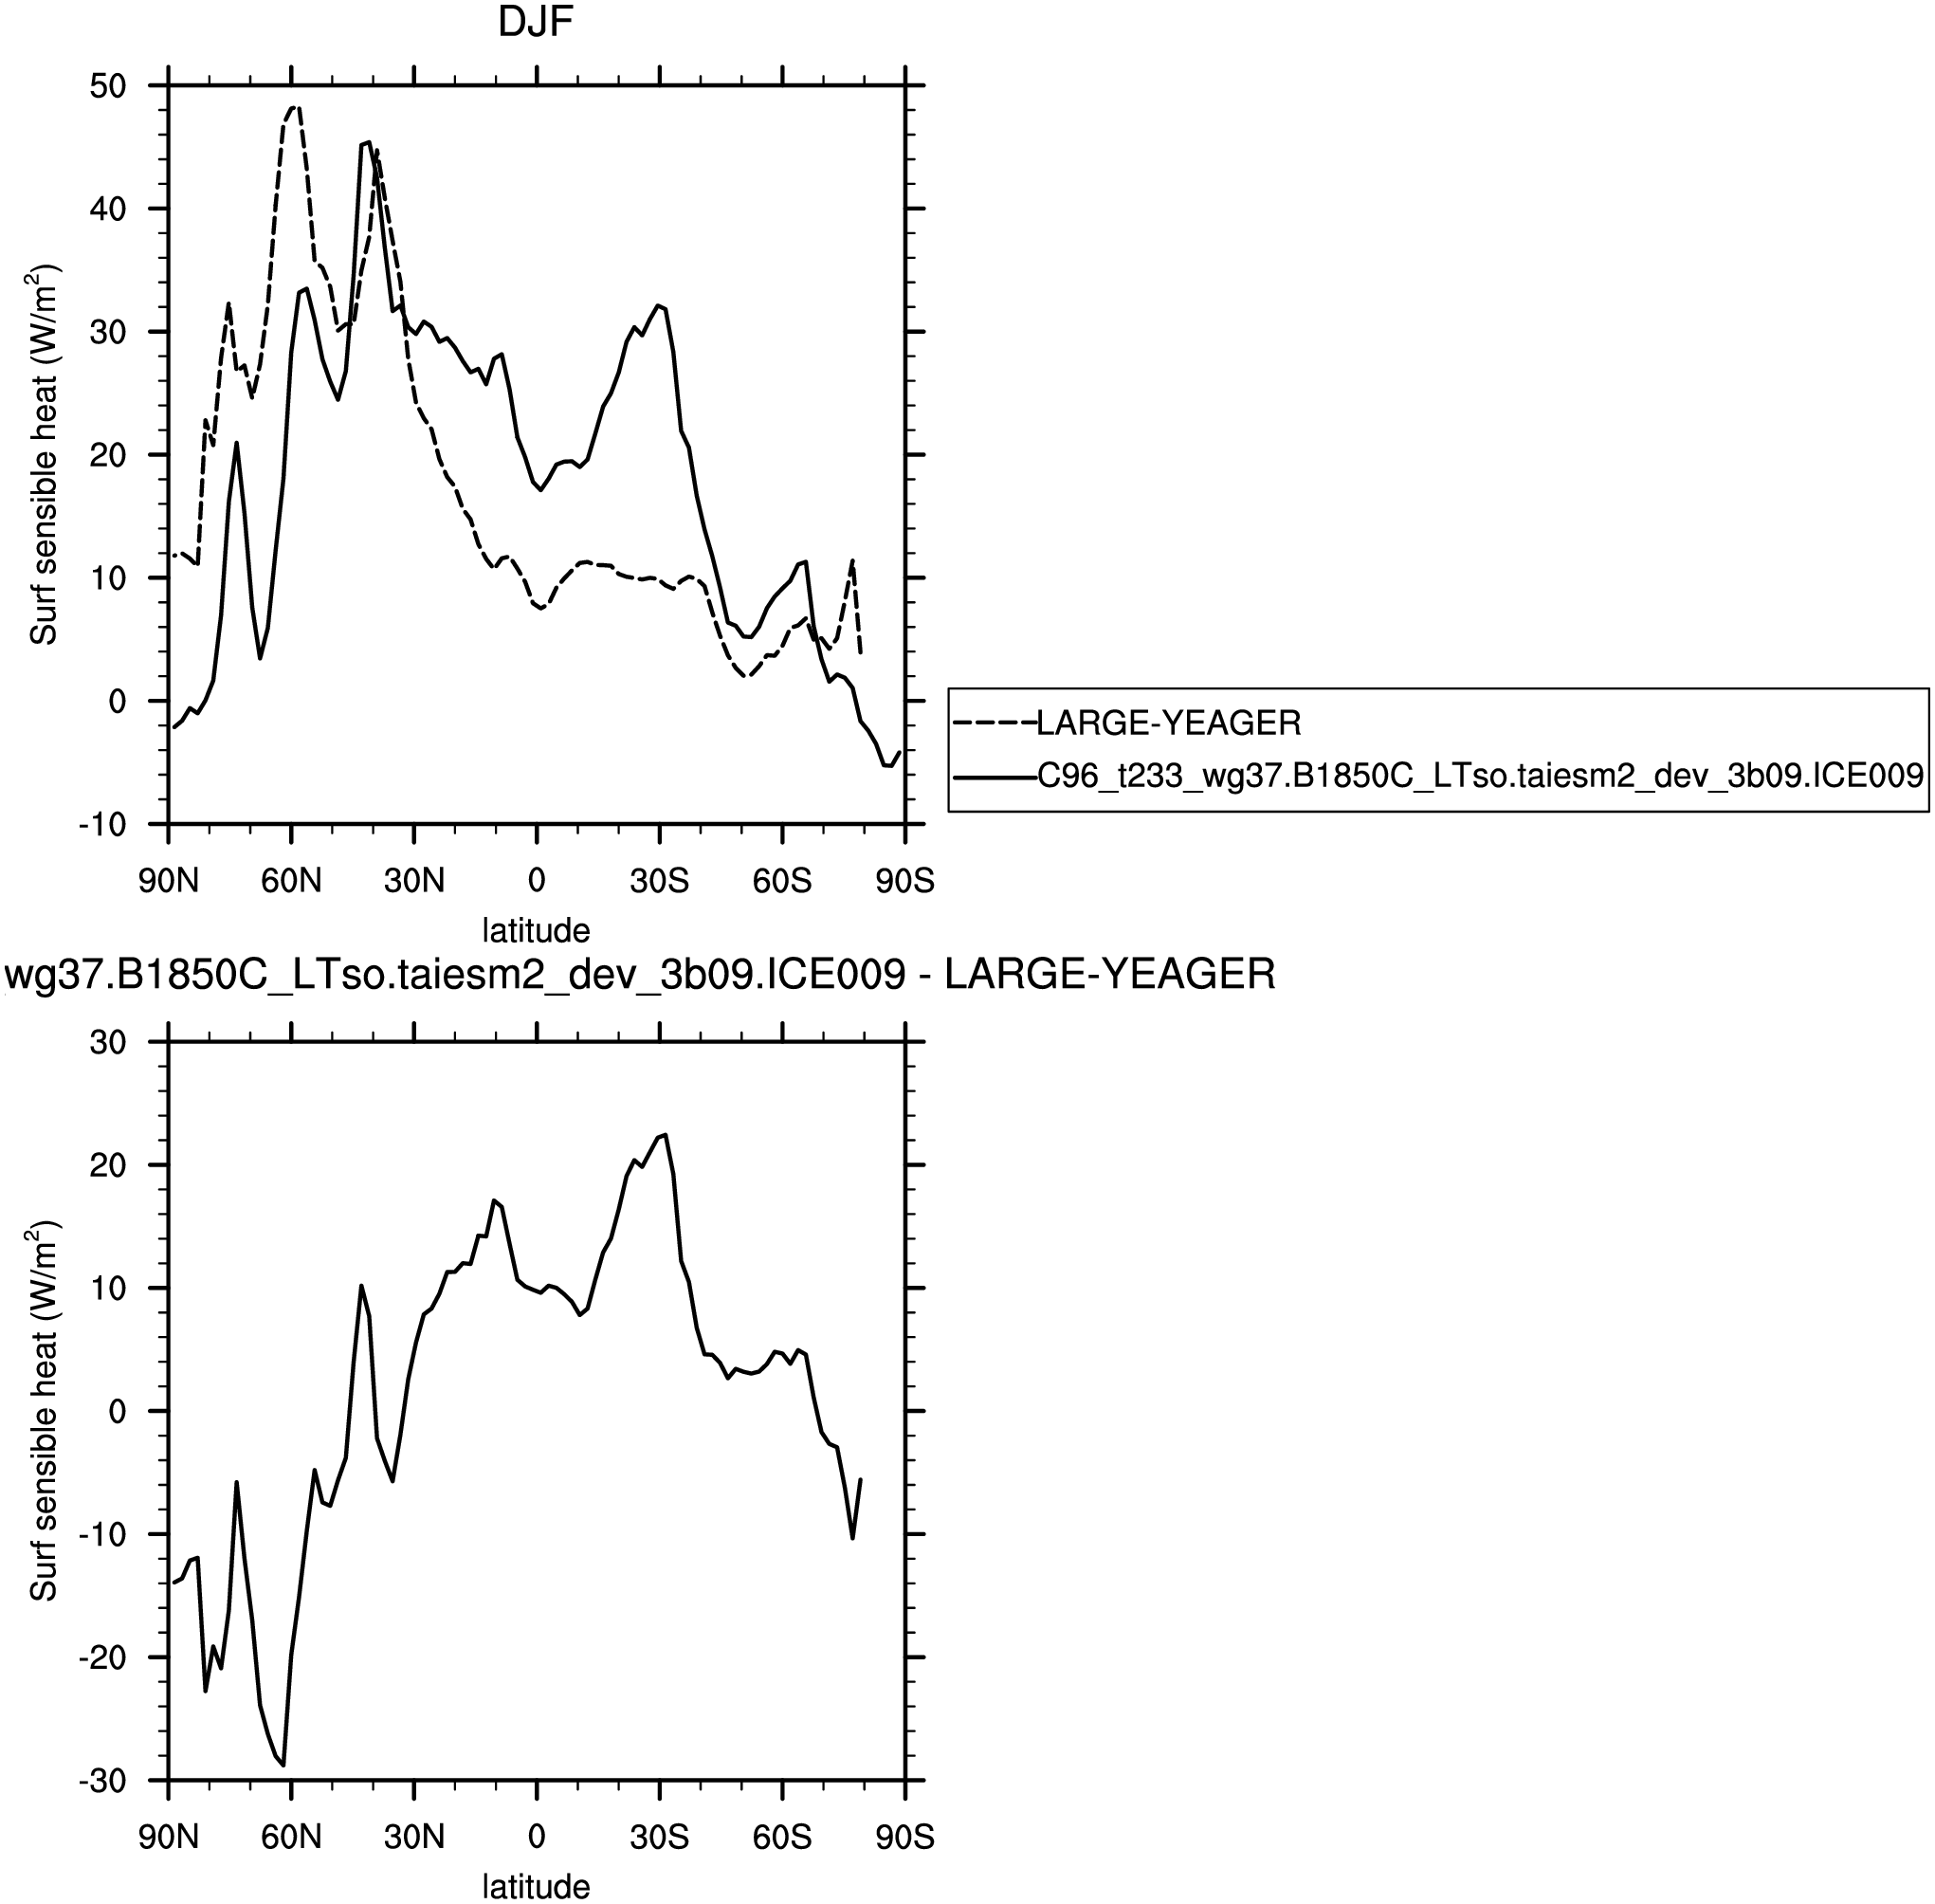 DJF
Surf sensible heat (W/m²)
50
40
30
20
10
0
-10
90N 60N 30N 0 30S 60S 90S
latitude
LARGE-YEAGER
C96_t233_wg37.B1850C_LTso.taiesm2_dev_3b09.ICE009
wg37.B1850C_LTso.taiesm2_dev_3b09.ICE009 - LARGE-YEAGER
Surf sensible heat (W/m²)
30
20
10
0
-10
-20
-30
90N 60N 30N 0 30S 60S 90S
latitude